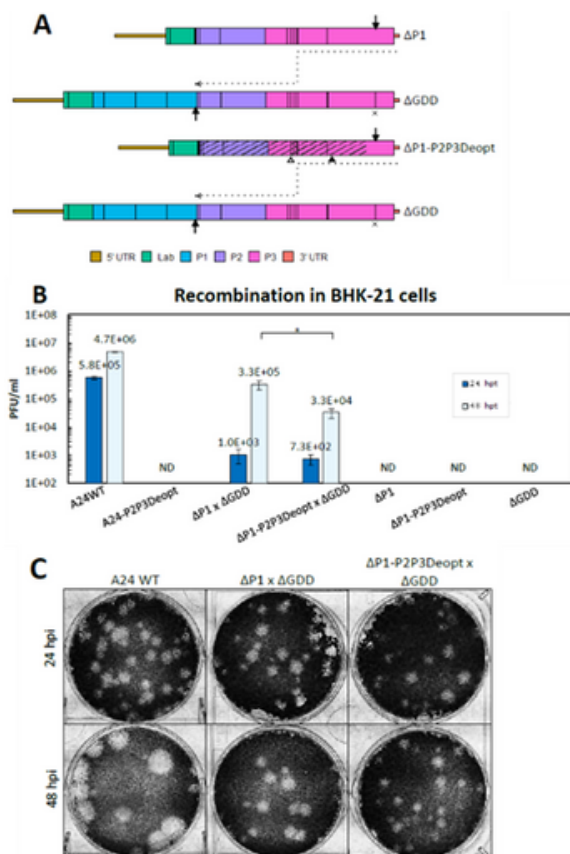 A
ΔP1
ΔGDD
ΔP1-P2P3Deopt
ΔGDD
5'UTR Lab P1 P2 P3 3'UTR
B Recombination in BHK-21 cells
PFU/ml
1E+08
1E+07
1E+06
1E+05
1E+04
1E+03
1E+02
5.8E+05
4.7E+06
ND
1.0E+03
3.3E+05
*
7.3E+02
3.3E+04
ND
ND
ND
24 hpt
48 hpt
A24WT
A24-P2P3Deopt
ΔP1 x ΔGDD
ΔP1-P2P3Deopt x ΔGDD
ΔP1
ΔP1-P2P3Deopt
ΔGDD
C
A24 WT
ΔP1 x ΔGDD
ΔP1-P2P3Deopt x
ΔGDD
24 hpi
48 hpi